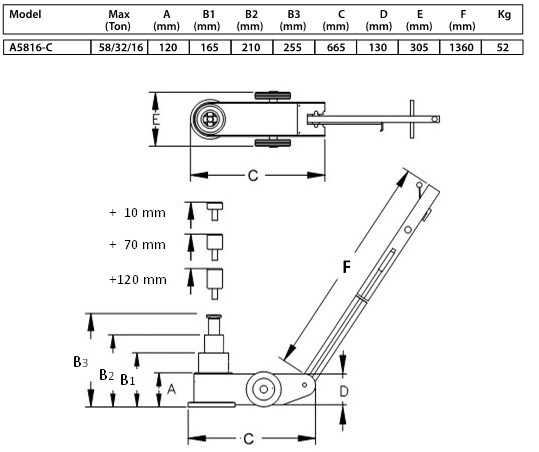 Model Max A B1 B2 B3 C D E F Kg
(Ton) (mm) (mm) (mm) (mm) (mm) (mm) (mm) (mm)
A5816-C 58/32/16 120 165 210 255 665 130 305 1360 52
E
C
+ 10 mm
+ 70 mm
+120 mm
F
B3 B2 B1 A D
C